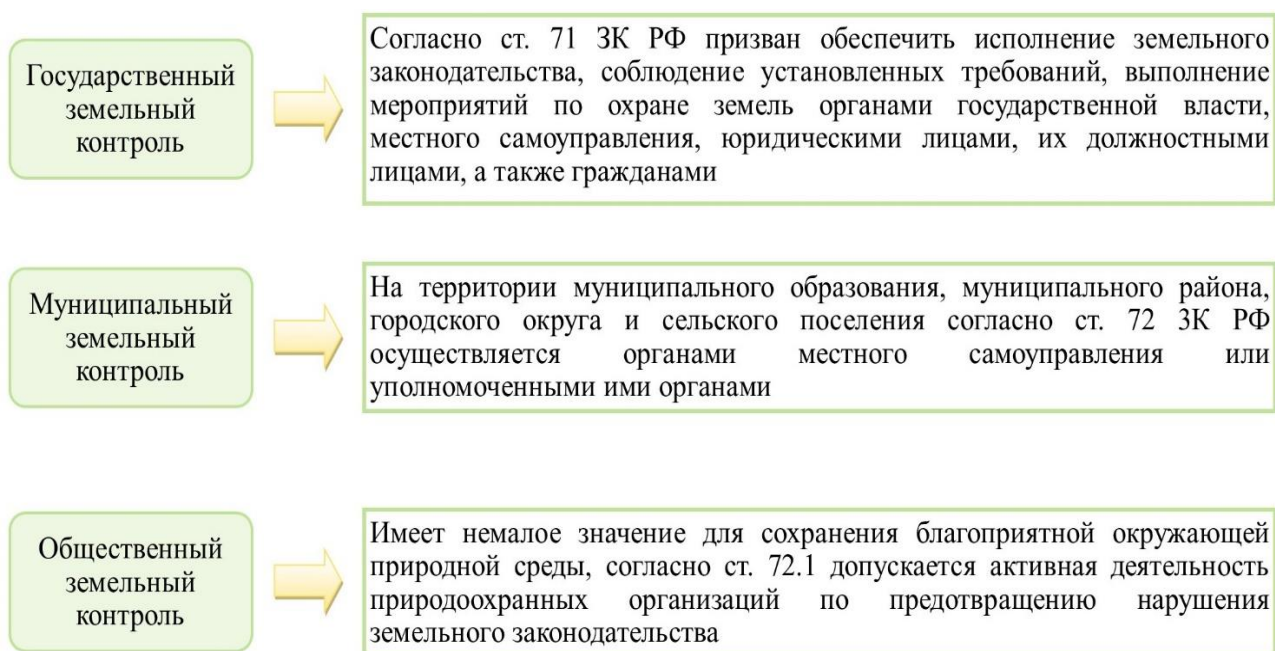 Государственный
земельный
контроль
Согласно ст. 71 ЗК РФ призван обеспечить исполнение земельного
законодательства, соблюдение установленных требований, выполнение
мероприятий по охране земель органами государственной власти,
местного самоуправления, юридическими лицами, их должностными
лицами, а также гражданами
Муниципальный
земельный
контроль
На территории муниципального образования, муниципального района,
городского округа и сельского поселения согласно ст. 72 ЗК РФ
осуществляется органами местного самоуправления или
уполномоченными ими органами
Общественный
земельный
контроль
Имеет немалое значение для сохранения благоприятной окружающей
природной среды, согласно ст. 72.1 допускается активная деятельность
природоохранных организаций по предотвращению нарушения
земельного законодательства